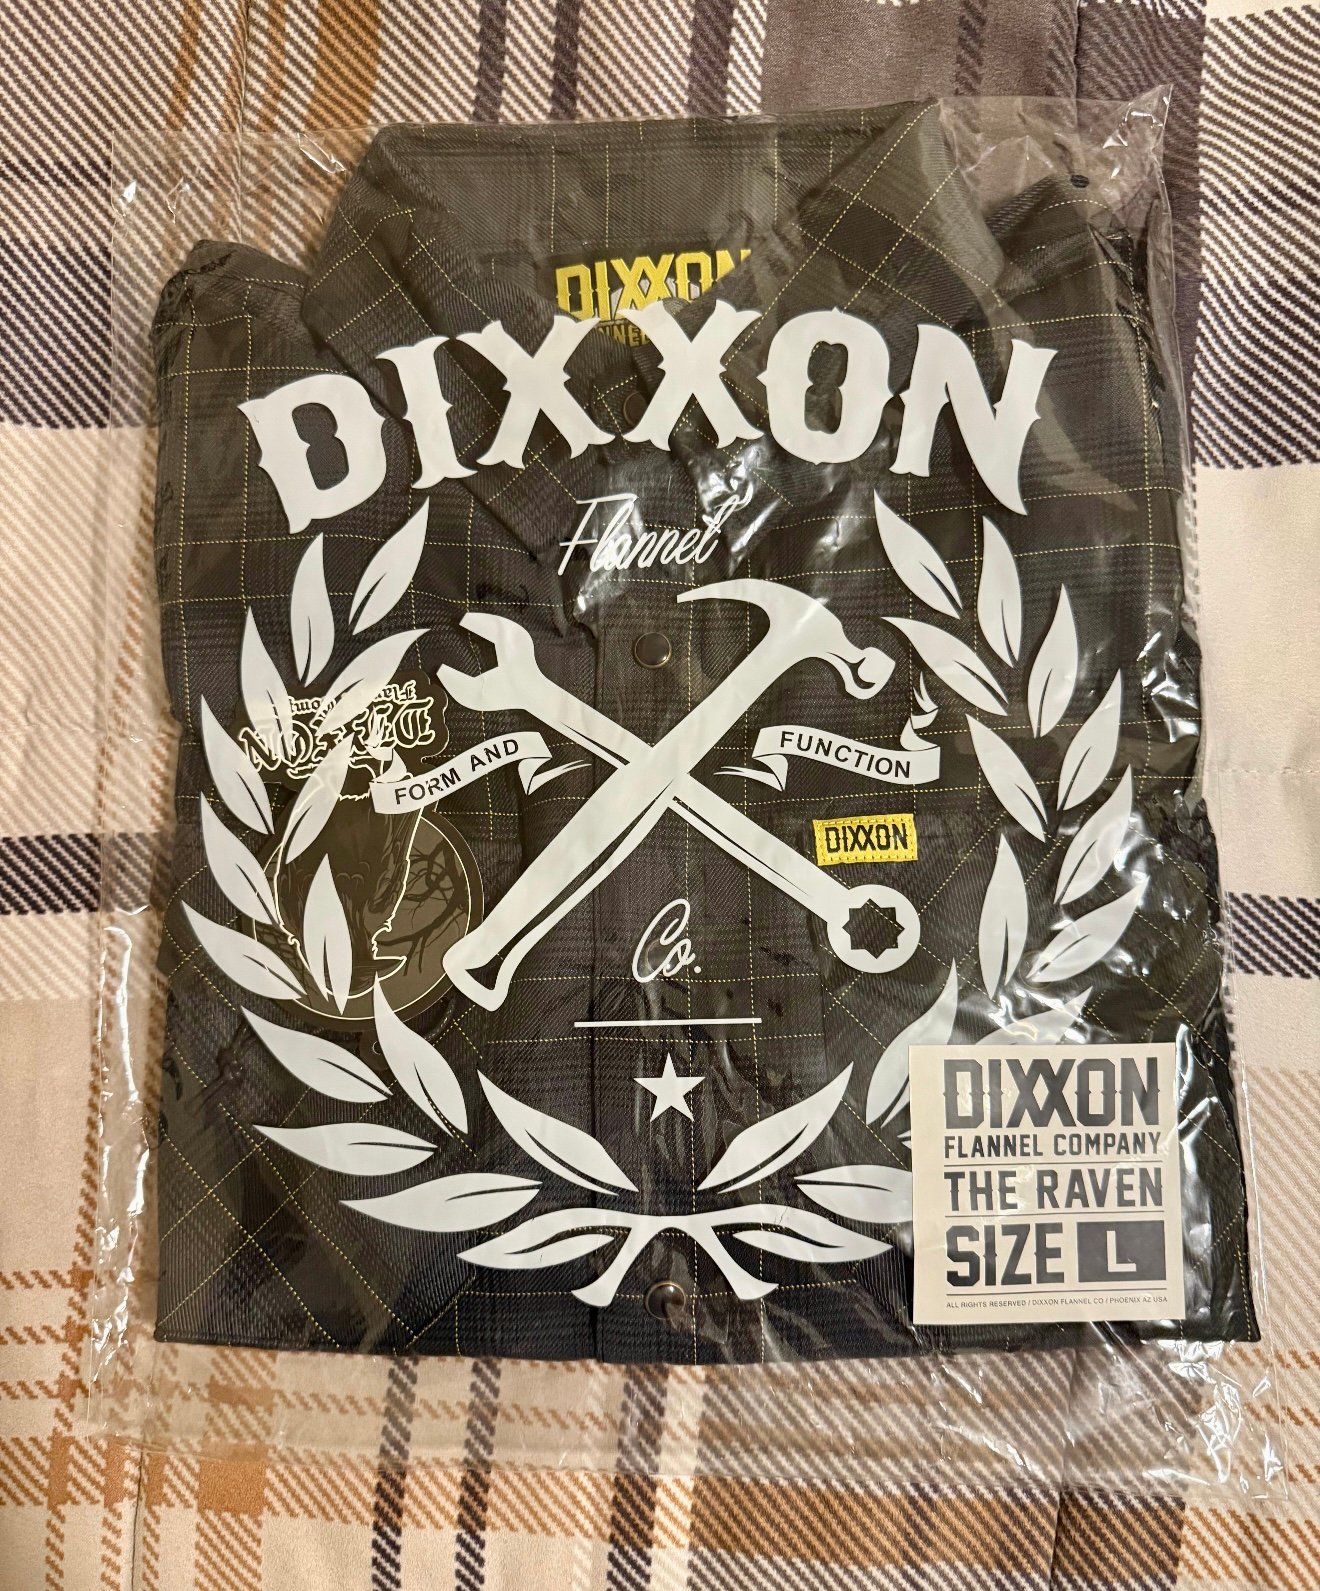 DIXXON
DIXXON
Flannel
DIXXON
FORM AND
FUNCTION
DIXXON
Co.
DIXXON
FLANNEL COMPANY
THE RAVEN
SIZE L
ALL RIGHTS RESERVED / DIXXON FLANNEL CO / PHOENIX AZ USA